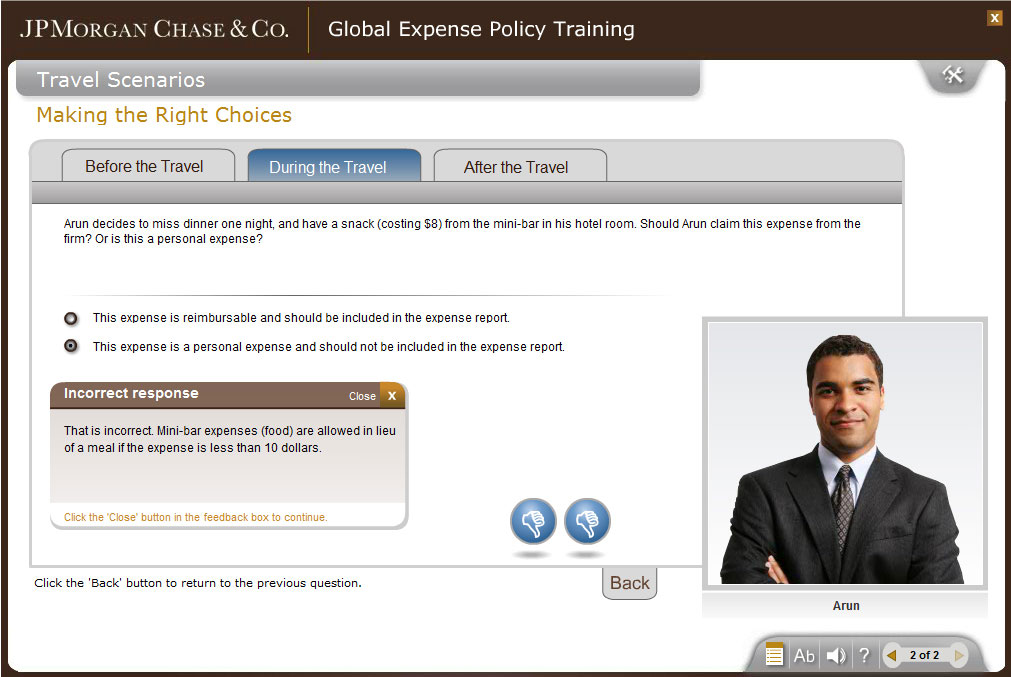 JPMORGAN CHASE & CO.
Global Expense Policy Training
X
Travel Scenarios
Making the Right Choices
Before the Travel
During the Travel
After the Travel
Arun decides to miss dinner one night, and have a snack (costing $8) from the mini-bar in his hotel room. Should Arun claim this expense from the
firm? Or is this a personal expense?
This expense is reimbursable and should be included in the expense report.
This expense is a personal expense and should not be included in the expense report.
Incorrect response
Close X
That is incorrect. Mini-bar expenses (food) are allowed in lieu
of a meal if the expense is less than 10 dollars.
Click the 'Close' button in the feedback box to continue.
Click the 'Back' button to return to the previous question.
Back
Arun
Ab ? 2 of 2